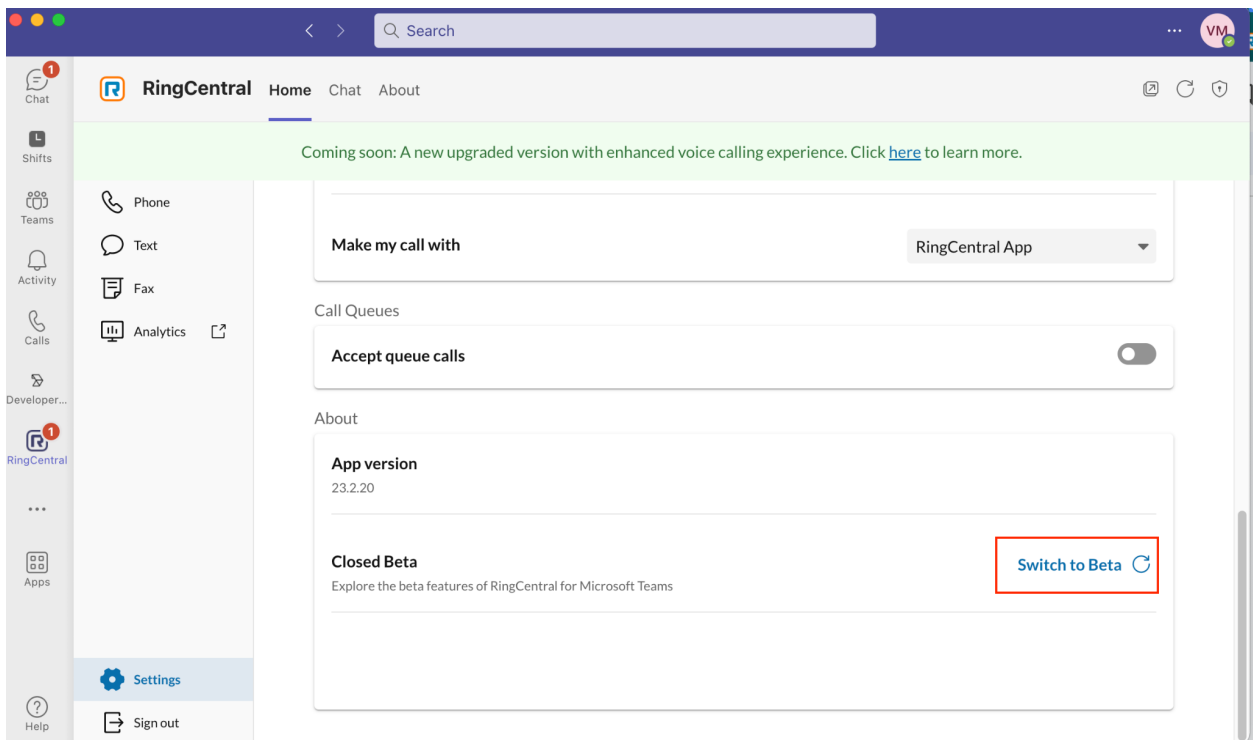 Search
VM
1
Chat
Shifts
Teams
Activity
Calls
Developer...
1
RingCentral
Apps
Help
RingCentral Home Chat About
Coming soon: A new upgraded version with enhanced voice calling experience. Click here to learn more.
Phone
Text
Fax
Analytics
Settings
Sign out
Make my call with
RingCentral App
Call Queues
Accept queue calls
About
App version
23.2.20
Closed Beta
Switch to Beta
Explore the beta features of RingCentral for Microsoft Teams